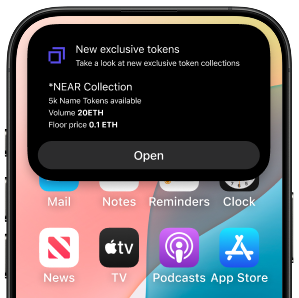 New exclusive tokens
Take a look at new exclusive token collections
*NEAR Collection
5k Name Tokens available
Volume 20ETH
Floor price 0.1 ETH
Open
Mail Notes Reminders Clock
tv
News TV Podcasts App Store